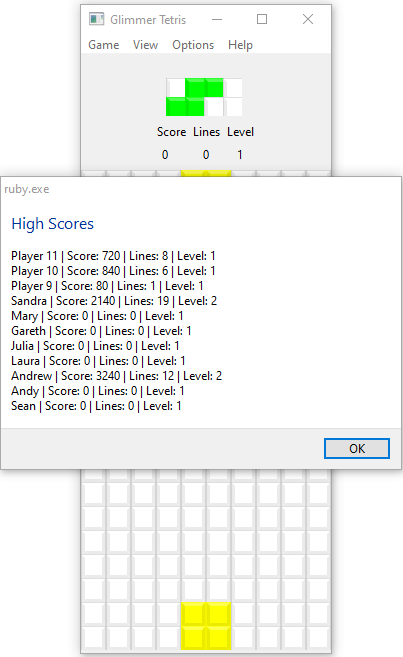 Glimmer Tetris
Game View Options Help
Score Lines Level
0 0 1
ruby.exe
High Scores
Player 11 | Score: 720 | Lines: 8 | Level: 1
Player 10 | Score: 840 | Lines: 6 | Level: 1
Player 9 | Score: 80 | Lines: 1 | Level: 1
Sandra | Score: 2140 | Lines: 19 | Level: 2
Mary | Score: 0 | Lines: 0 | Level: 1
Gareth | Score: 0 | Lines: 0 | Level: 1
Julia | Score: 0 | Lines: 0 | Level: 1
Laura | Score: 0 | Lines: 0 | Level: 1
Andrew | Score: 3240 | Lines: 12 | Level: 2
Andy | Score: 0 | Lines: 0 | Level: 1
Sean | Score: 0 | Lines: 0 | Level: 1
OK